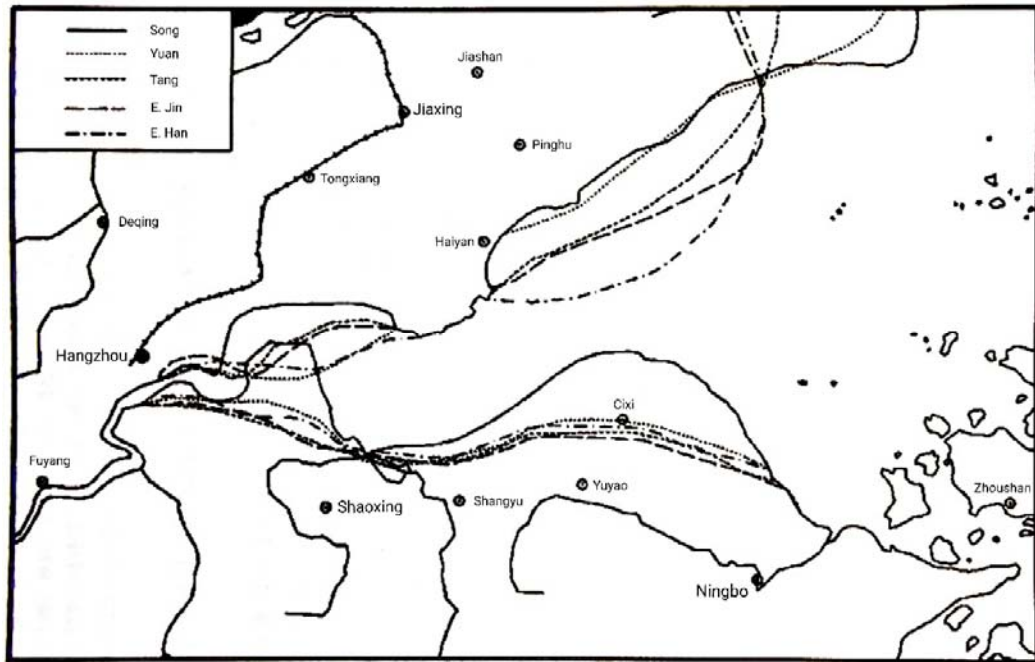 Song
Yuan
Tang
E. Jin
E. Han
Jiashan
Jiaxing
Pinghu
Tongxiang
Deqing
Haiyan
Hangzhou
Cixi
Fuyang
Shaoxing
Shangyu
Yuyao
Zhoushan
Ningbo